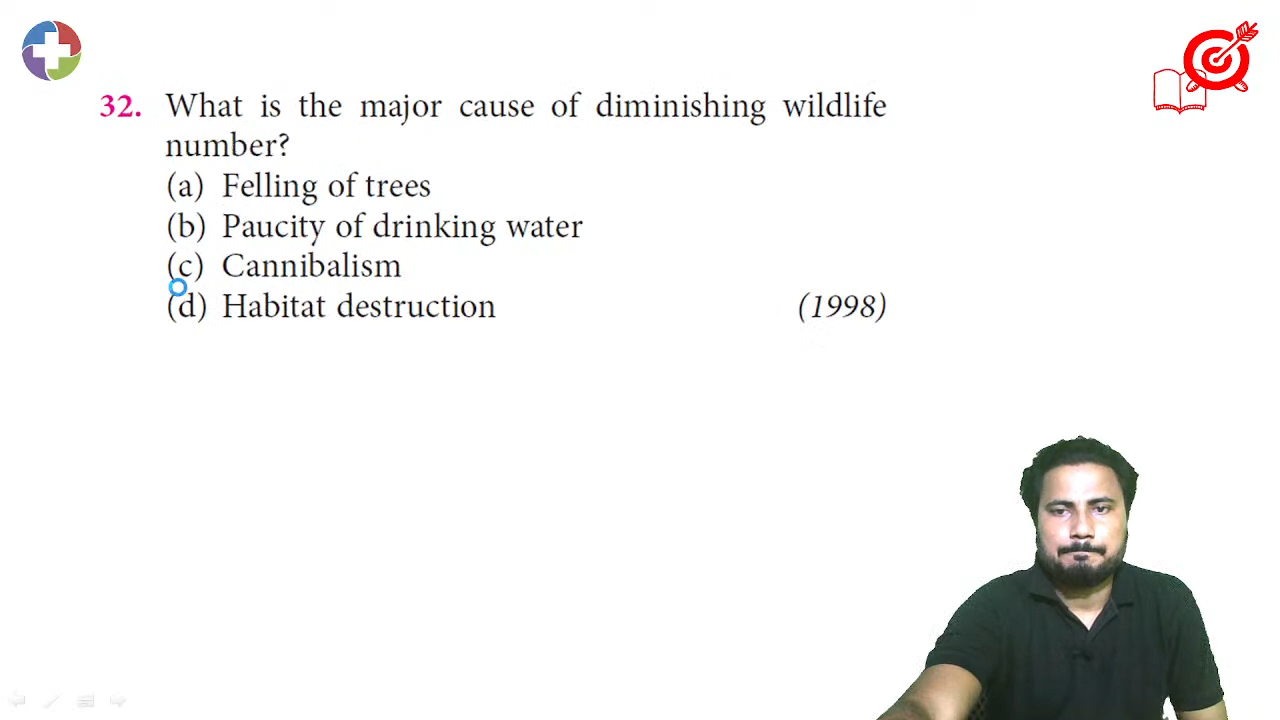 32. What is the major cause of diminishing wildlife
number?
(a) Felling of trees
(b) Paucity of drinking water
(c) Cannibalism
(d) Habitat destruction (1998)